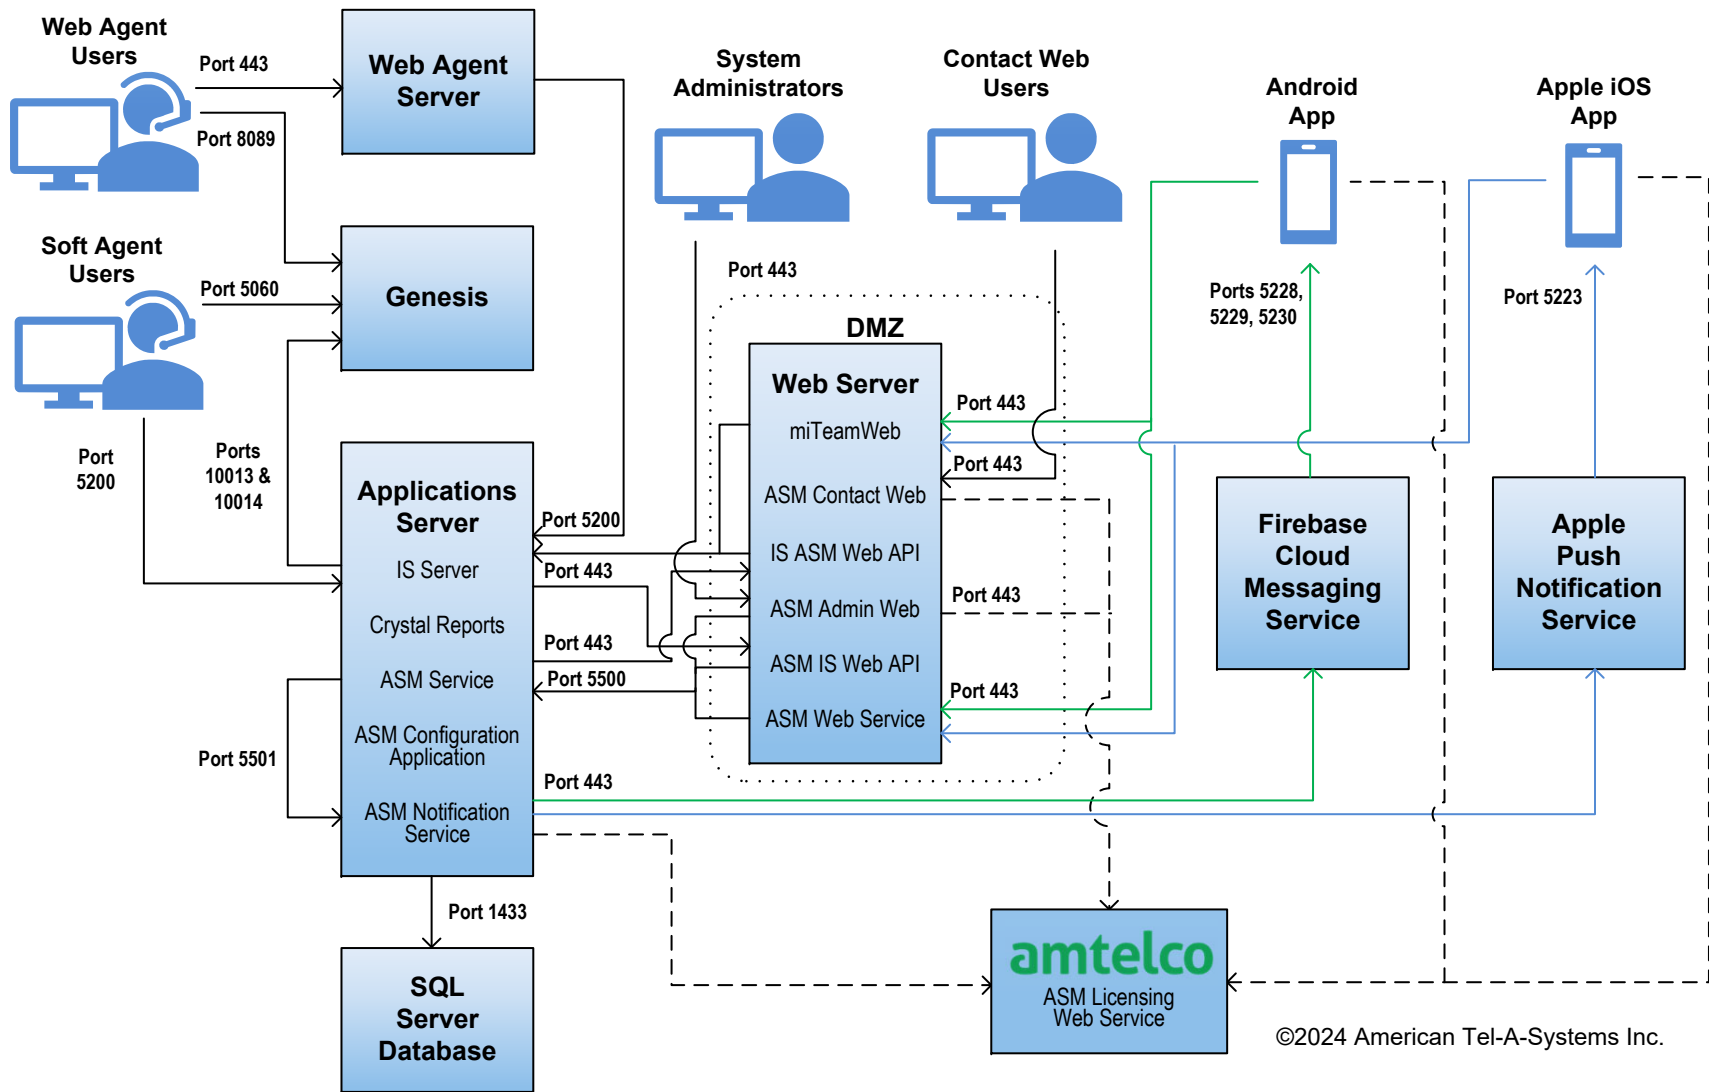 Web Agent
Users
Port 443
Web Agent
Server
Port 8089
System
Administrators
Contact Web
Users
Android
App
Apple iOS
App
Soft Agent
Users
Port 5060
Genesis
Port 443
Ports 5228,
5229, 5230
Port 5223
DMZ
Web Server
miTeamWeb
ASM Contact Web
IS ASM Web API
ASM Admin Web
ASM IS Web API
ASM Web Service
Port 443
Port 443
Port 443
Port 443
Port
5200
Ports
10013 &
10014
Applications
Server
IS Server
Crystal Reports
ASM Service
ASM Configuration
Application
ASM Notification
Service
Port 5200
Port 443
Port 443
Port 5500
Port 5501
Port 443
Firebase
Cloud
Messaging
Service
Apple
Push
Notification
Service
Port 1433
SQL
Server
Database
amtelco
ASM Licensing
Web Service
©2024 American Tel-A-Systems Inc.